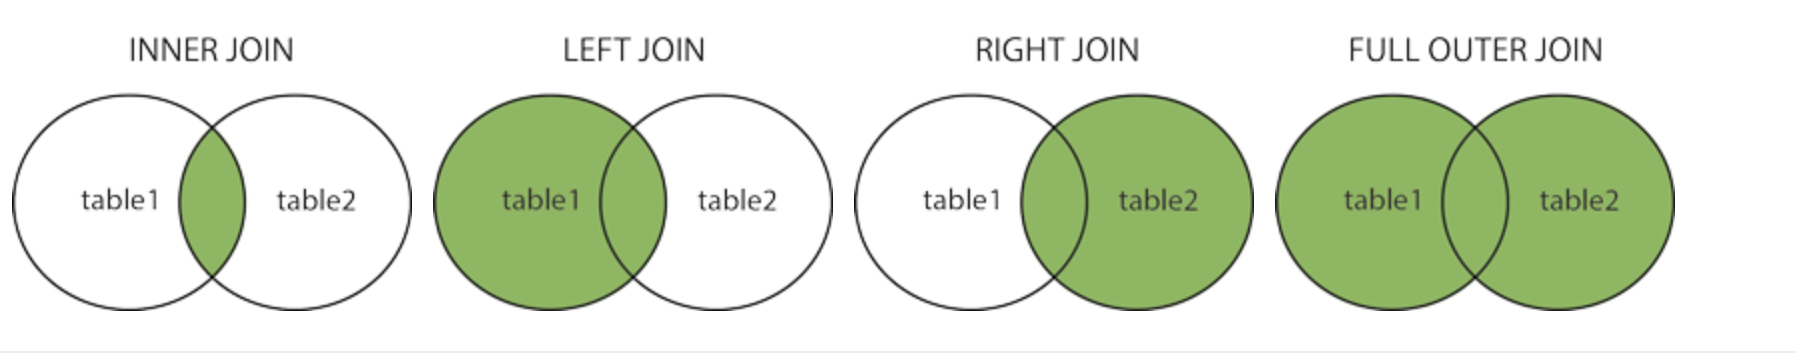 INNER JOIN
table1
table2
LEFT JOIN
table1
table2
RIGHT JOIN
table1
table2
FULL OUTER JOIN
table1
table2